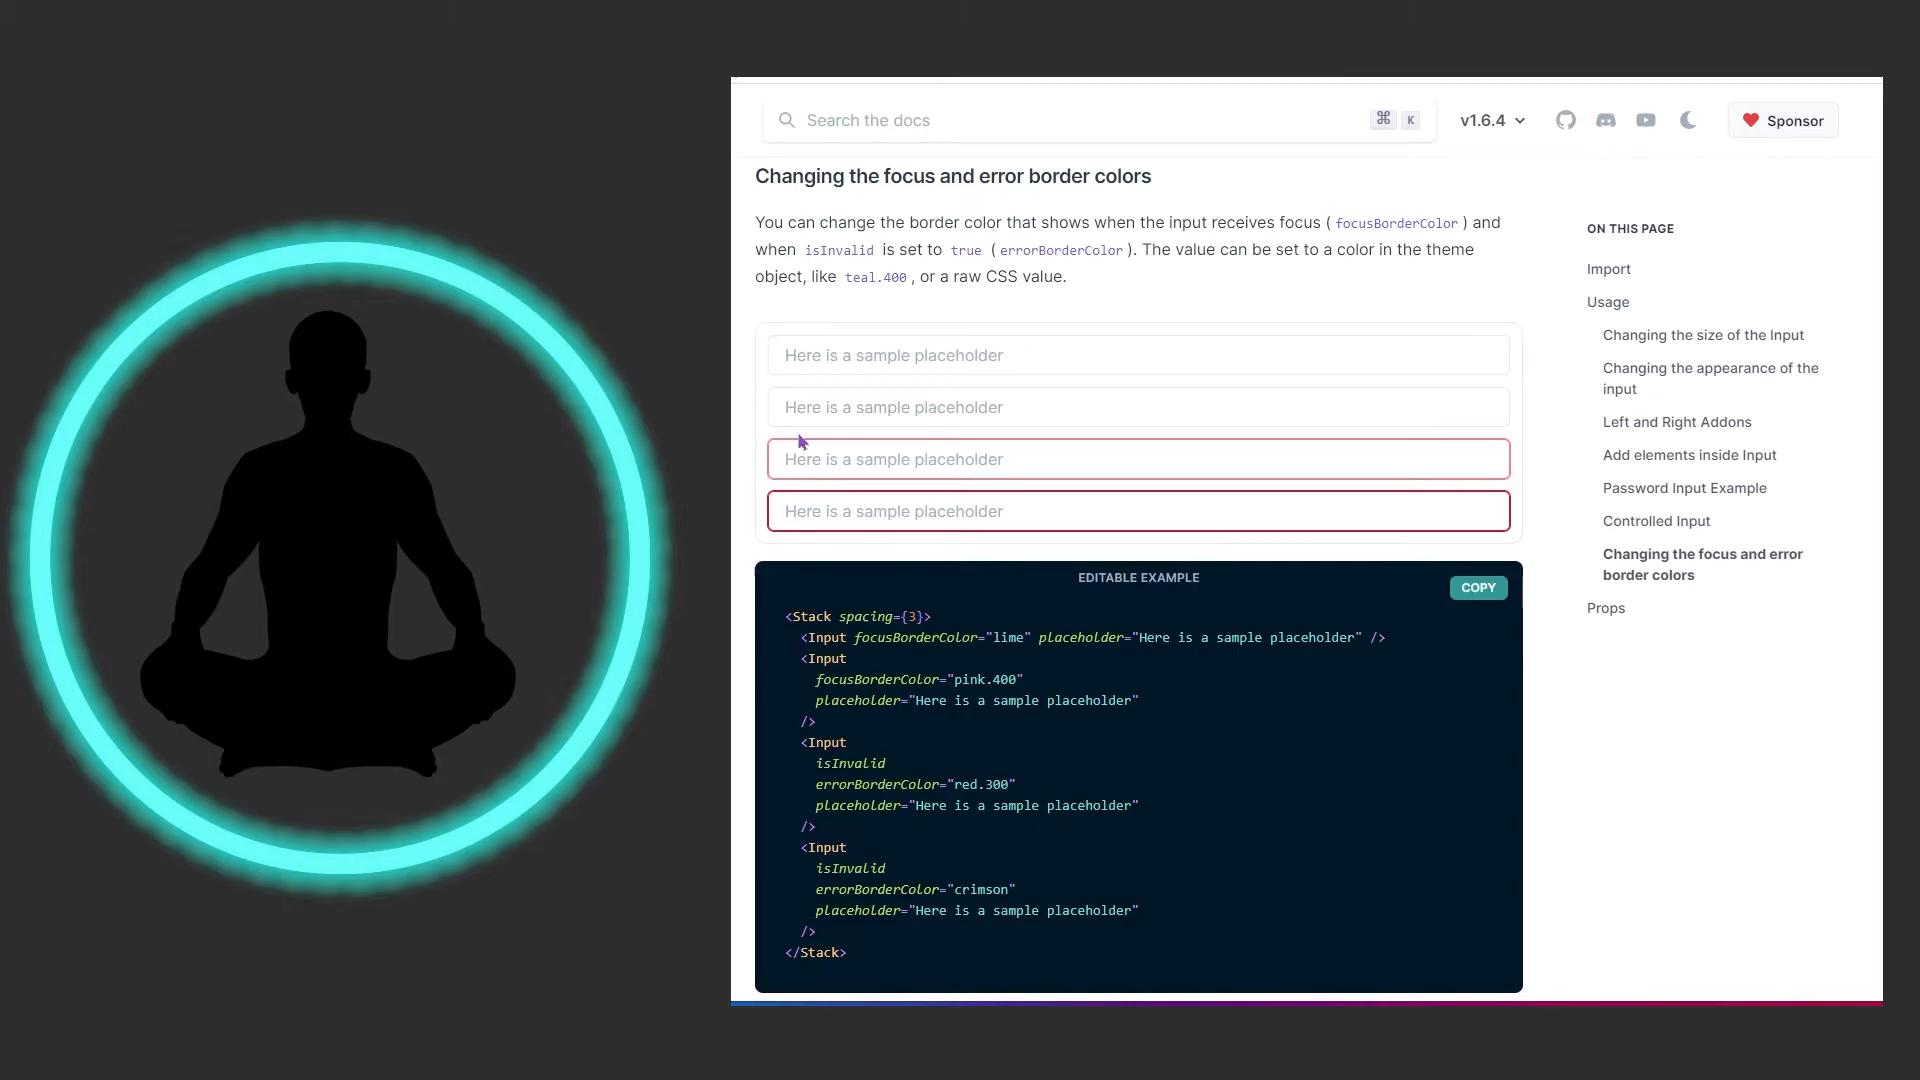 Search the docs
⌘ K
v1.6.4
Sponsor
Changing the focus and error border colors
You can change the border color that shows when the input receives focus ( focusBorderColor ) and
when isInvalid is set to true ( errorBorderColor ). The value can be set to a color in the theme
object, like teal.400 , or a raw CSS value.
Here is a sample placeholder
Here is a sample placeholder
Here is a sample placeholder
Here is a sample placeholder
EDITABLE EXAMPLE
COPY
<Stack spacing={3}>
<Input focusBorderColor="lime" placeholder="Here is a sample placeholder" />
<Input
focusBorderColor="pink.400"
placeholder="Here is a sample placeholder"
/>
<Input
isInvalid
errorBorderColor="red.300"
placeholder="Here is a sample placeholder"
/>
<Input
isInvalid
errorBorderColor="crimson"
placeholder="Here is a sample placeholder"
/>
</Stack>
ON THIS PAGE
Import
Usage
Changing the size of the Input
Changing the appearance of the
input
Left and Right Addons
Add elements inside Input
Password Input Example
Controlled Input
Changing the focus and error
border colors
Props